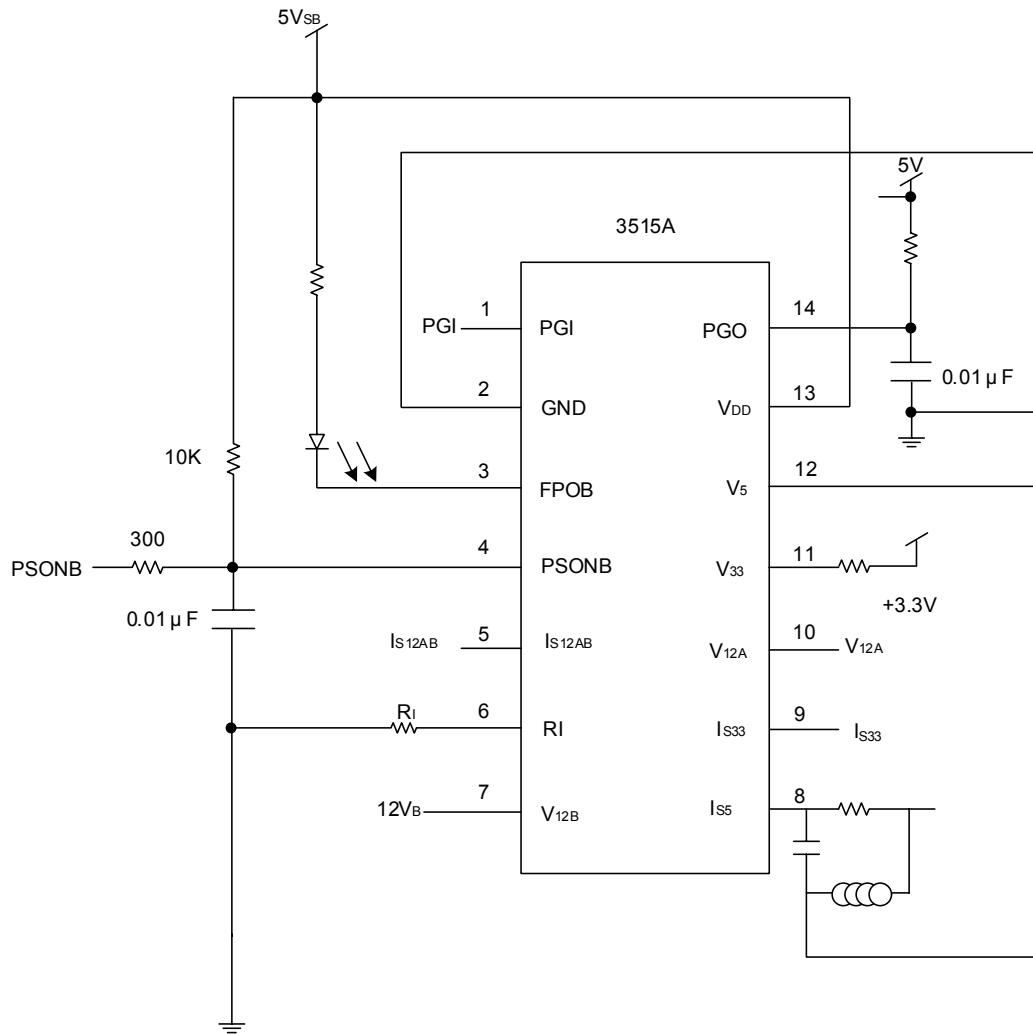 5VSB
5V
3515A
1
14
PGI
PGI
PGO
0.01 µ F
2
13
GND
VDD
10K
3
12
FPOB
V5
300
4
11
PSONB
PSONB
V33
0.01 µ F
+3.3V
5
10
IS12AB
IS12AB
V12A
V12A
6
9
RI
RI
IS33
IS33
7
8
12VB
V12B
IS5